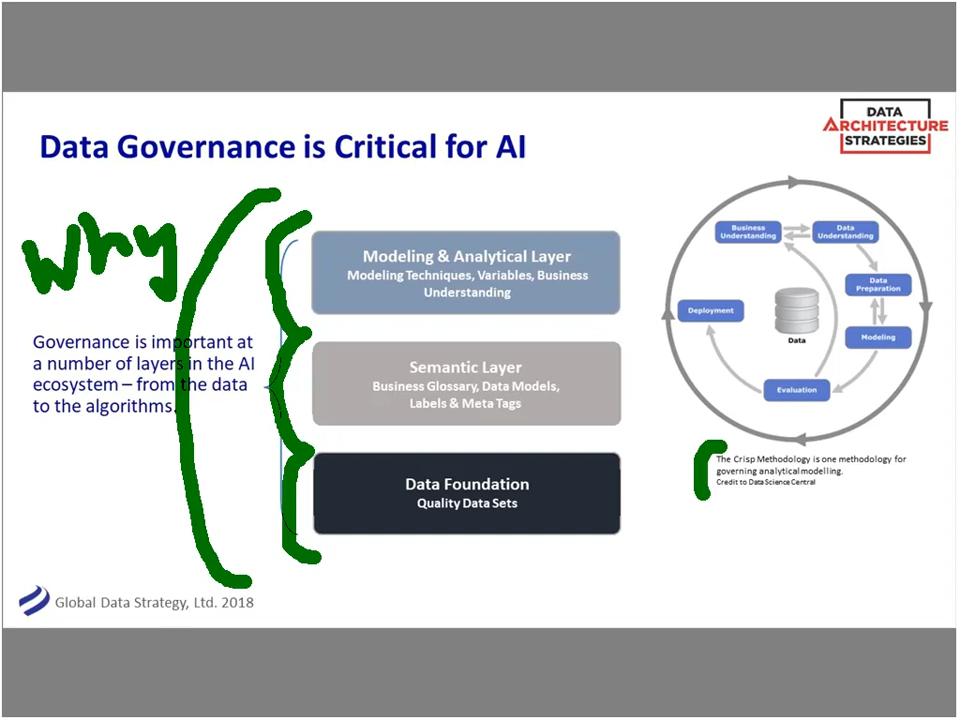 Data Governance is Critical for AI
DATA
ARCHITECTURE
STRATEGIES
why
Governance is important at
a number of layers in the AI
ecosystem – from the data
to the algorithms.
Modeling & Analytical Layer
Modeling Techniques, Variables, Business
Understanding
Semantic Layer
Business Glossary, Data Models,
Labels & Meta Tags
Data Foundation
Quality Data Sets
Business
Understanding
Data
Understanding
Data
Preparation
Modeling
Evaluation
Deployment
Data
The Crisp Methodology is one methodology for
governing analytical modelling.
Credit to Data Science Central
Global Data Strategy, Ltd. 2018